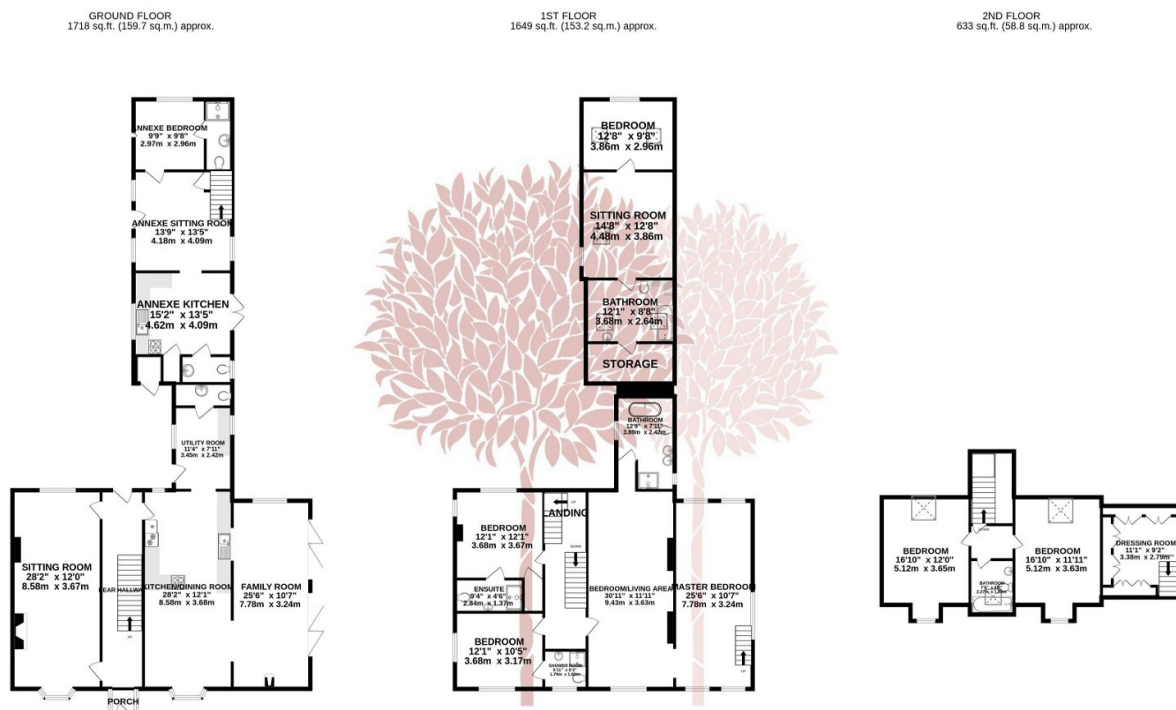 GROUND FLOOR
1718 sq.ft. (159.7 sq.m.) approx.
1ST FLOOR
1649 sq.ft. (153.2 sq.m.) approx.
2ND FLOOR
633 sq.ft. (58.8 sq.m.) approx.
ANNEXE BEDROOM
9'9" x 9'8"
2.97m x 2.96m
ANNEXE SITTING ROOM
13'9" x 13'5"
4.18m x 4.09m
ANNEXE KITCHEN
15'2" x 13'5"
4.62m x 4.09m
UTILITY ROOM
11'4" x 7'11"
3.45m x 2.42m
SITTING ROOM
28'2" x 12'0"
8.58m x 3.67m
REAR HALLWAY
UP
KITCHEN/DINING ROOM
28'2" x 12'1"
8.58m x 3.68m
FAMILY ROOM
25'6" x 10'7"
7.78m x 3.24m
PORCH
BEDROOM
12'8" x 9'8"
3.86m x 2.96m
SITTING ROOM
14'8" x 12'8"
4.48m x 3.86m
BATHROOM
12'1" x 8'8"
3.68m x 2.64m
STORAGE
BATHROOM
12'9" x 7'11"
3.89m x 2.42m
LANDING
UP
DOWN
BEDROOM
12'1" x 12'1"
3.68m x 3.67m
ENSUITE
9'4" x 4'6"
2.84m x 1.37m
BEDROOM
12'1" x 10'5"
3.68m x 3.17m
SHOWER ROOM
BEDROOM/LIVING AREA
30'11" x 11'11"
9.43m x 3.63m
MASTER BEDROOM
25'6" x 10'7"
7.78m x 3.24m
UP
BEDROOM
16'10" x 12'0"
5.12m x 3.65m
DOWN
BATHROOM
BEDROOM
16'10" x 11'11"
5.12m x 3.63m
DRESSING ROOM
11'1" x 9'2"
3.38m x 2.79m